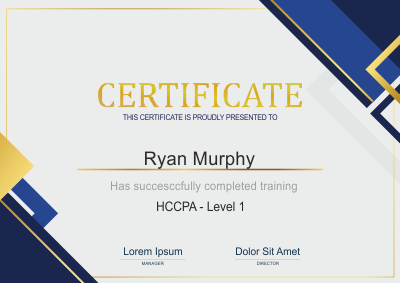 CERTIFICATE
THIS CERTIFICATE IS PROUDLY PRESENTED TO
Ryan Murphy
Has succesccfully completed training
HCCPA - Level 1
Lorem Ipsum
MANAGER
Dolor Sit Amet
DIRECTOR